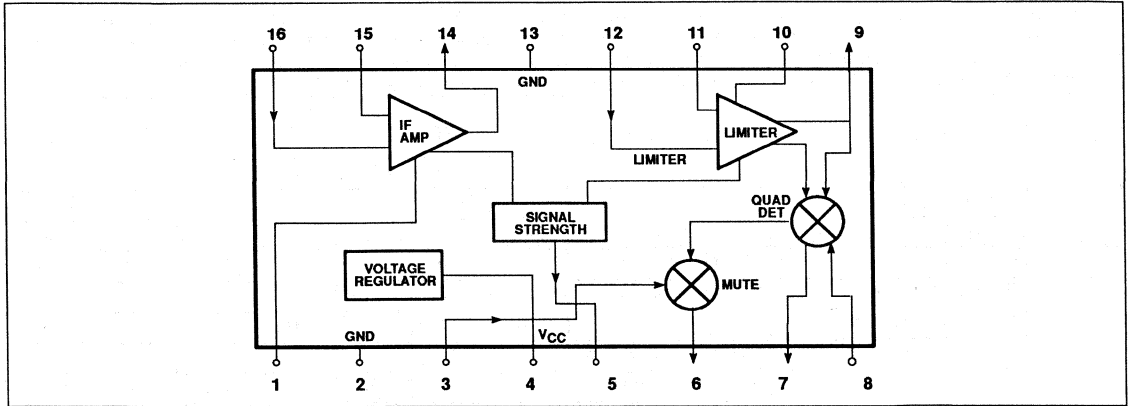 16 15 14 13 12 11 10 9
GND
IF
AMP
LIMITER
LIMITER
QUAD
DET
SIGNAL
STRENGTH
VOLTAGE
REGULATOR
MUTE
GND
VCC
1 2 3 4 5 6 7 8